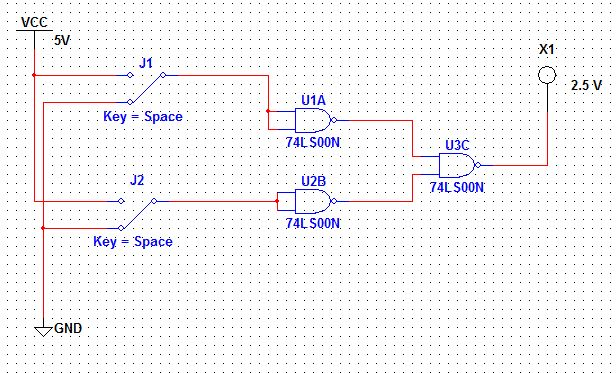 VCC
5V
J1
Key = Space
U1A
74LS00N
X1
2.5 V
U3C
74LS00N
J2
Key = Space
U2B
74LS00N
GND